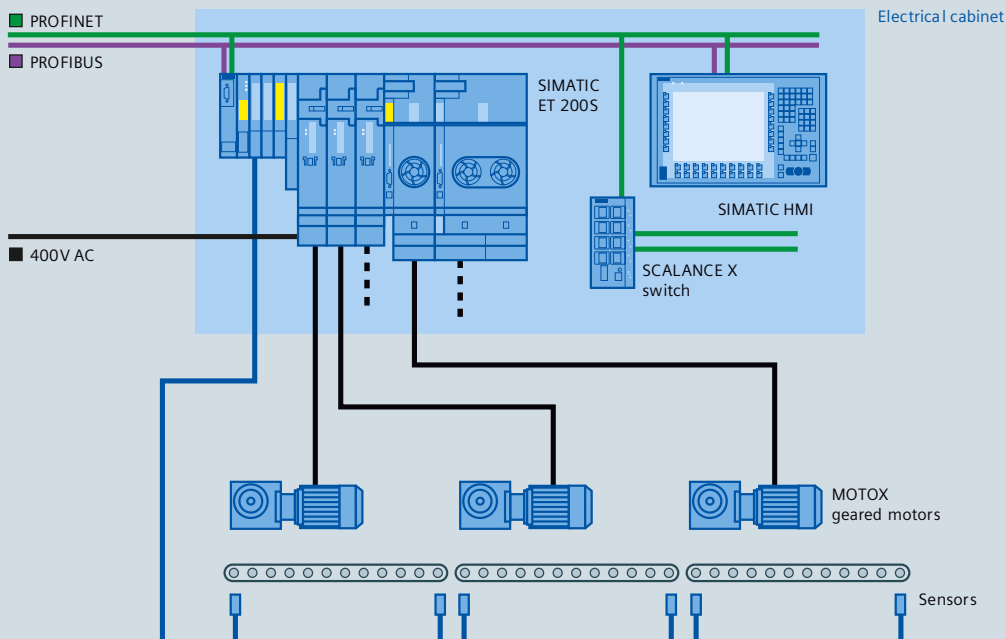 PROFINET
Electrical cabinet
PROFIBUS
SIMATIC
ET 200S
SIMATIC HMI
400V AC
SCALANCE X
switch
MOTOX
geared motors
Sensors